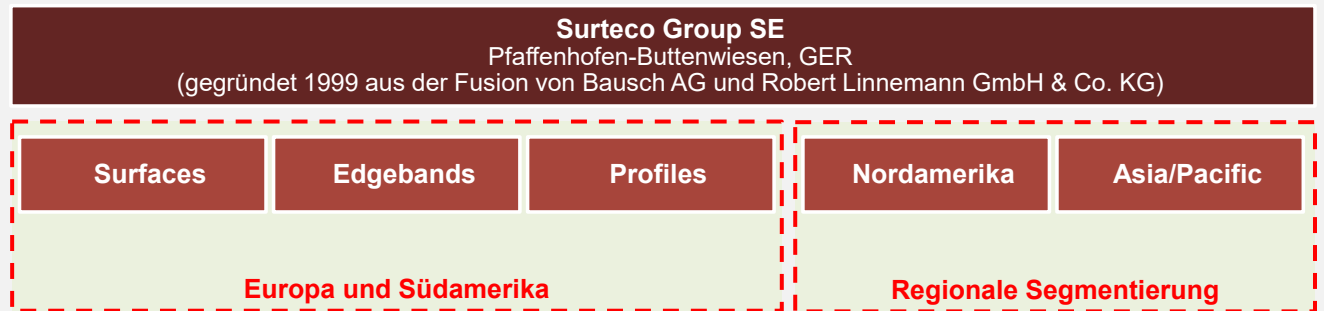 Surteco Group SE
Pfaffenhofen-Buttenwiesen, GER
(gegründet 1999 aus der Fusion von Bausch AG und Robert Linnemann GmbH & Co. KG)
Surfaces
Edgebands
Profiles
Nordamerika
Asia/Pacific
Europa und Südamerika
Regionale Segmentierung